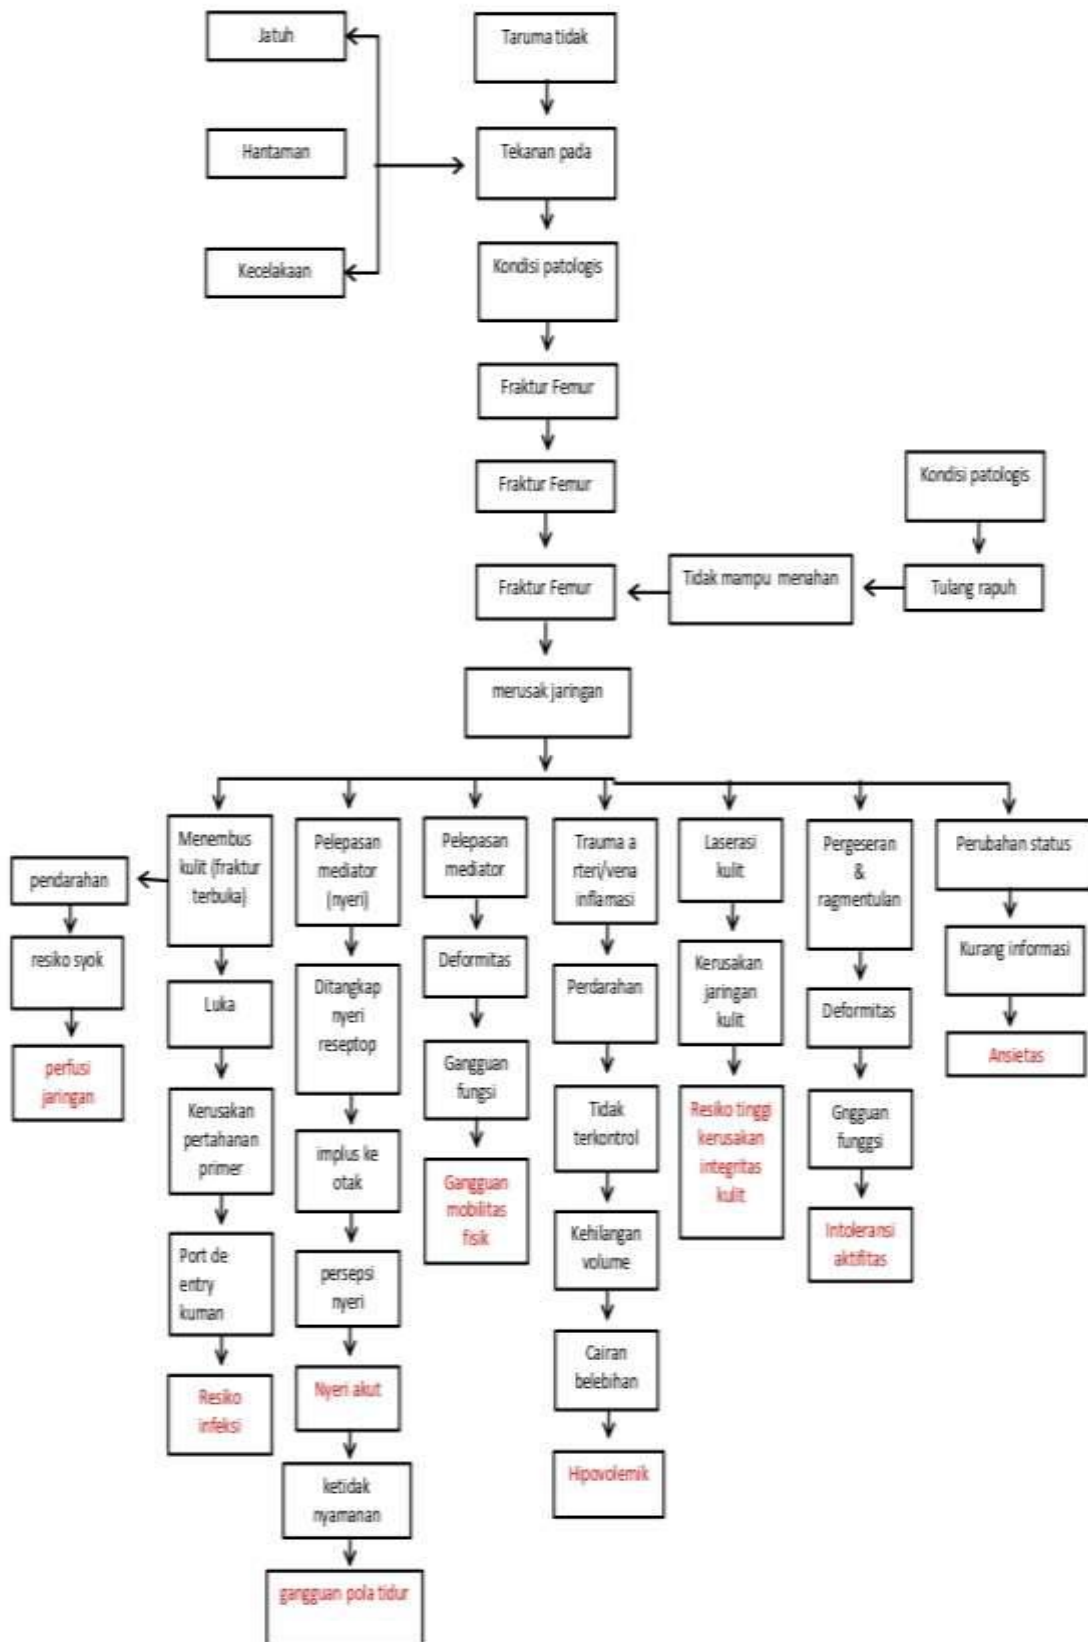 Jatuh
Taruma tidak
Hantaman
Tekanan pada
Kecelakaan
Kondisi patologis
Fraktur Femur
Fraktur Femur
Kondisi patologis
Fraktur Femur
Tidak mampu menahan
Tulang rapuh
merusak jaringan
Menembus
kulit (fraktur
terbuka)
pendarahan
resiko syok
perfusi
jaringan
Luka
Kerusakan
pertahanan
primer
Port de
entry
kuman
Resiko
infeksi
Pelepasan
mediator
(nyeri)
Ditangkap
nyeri
reseptop
implus ke
otak
persepsi
nyeri
Nyeri akut
ketidak
nyamanan
gangguan pola tidur
Pelepasan
mediator
Deformitas
Gangguan
fungsi
Gangguan
mobilitas
fisik
Trauma a
rteri/vena
inflamasi
Perdarahan
Tidak
terkontrol
Kehilangan
volume
Cairan
belebihan
Hipovolemik
Laserasi
kulit
Kerusakan
jaringan
kulit
Resiko tinggi
kerusakan
integritas
kulit
Pergeseran
&
ragmentulan
Deformitas
Gngguan
funggsi
Intoleransi
aktifitas
Perubahan status
Kurang informasi
Ansietas